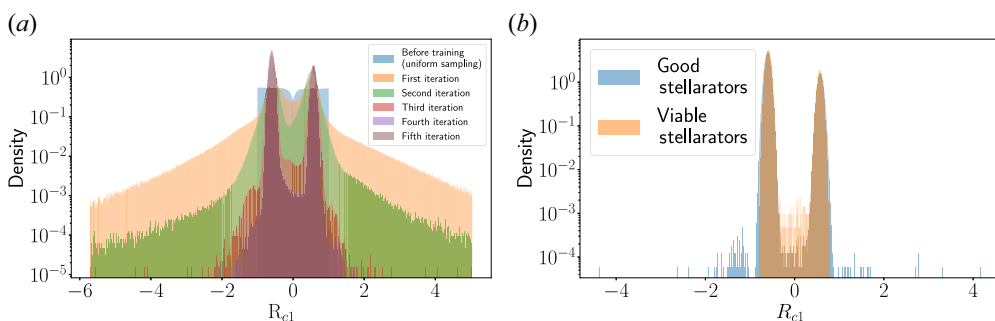 (a)
Density
10^0
10^-1
10^-2
10^-3
10^-4
10^-5
−6
−4
−2
0
2
4
R_c1
Before training
(uniform sampling)
First iteration
Second iteration
Third iteration
Fourth iteration
Fifth iteration
(b)
Density
10^0
10^-1
10^-2
10^-3
10^-4
−4
−2
0
2
4
R_c1
Good
stellarators
Viable
stellarators